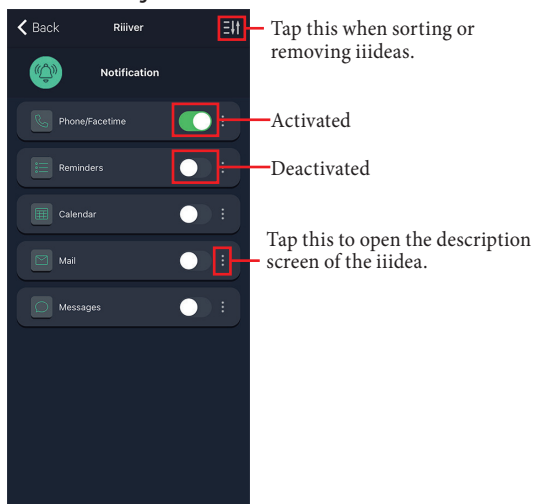 Back
Riiiver
Tap this when sorting or
removing iiideas.
Notification
Phone/Facetime
Activated
Reminders
Deactivated
Calendar
Tap this to open the description
screen of the iiidea.
Mail
Messages